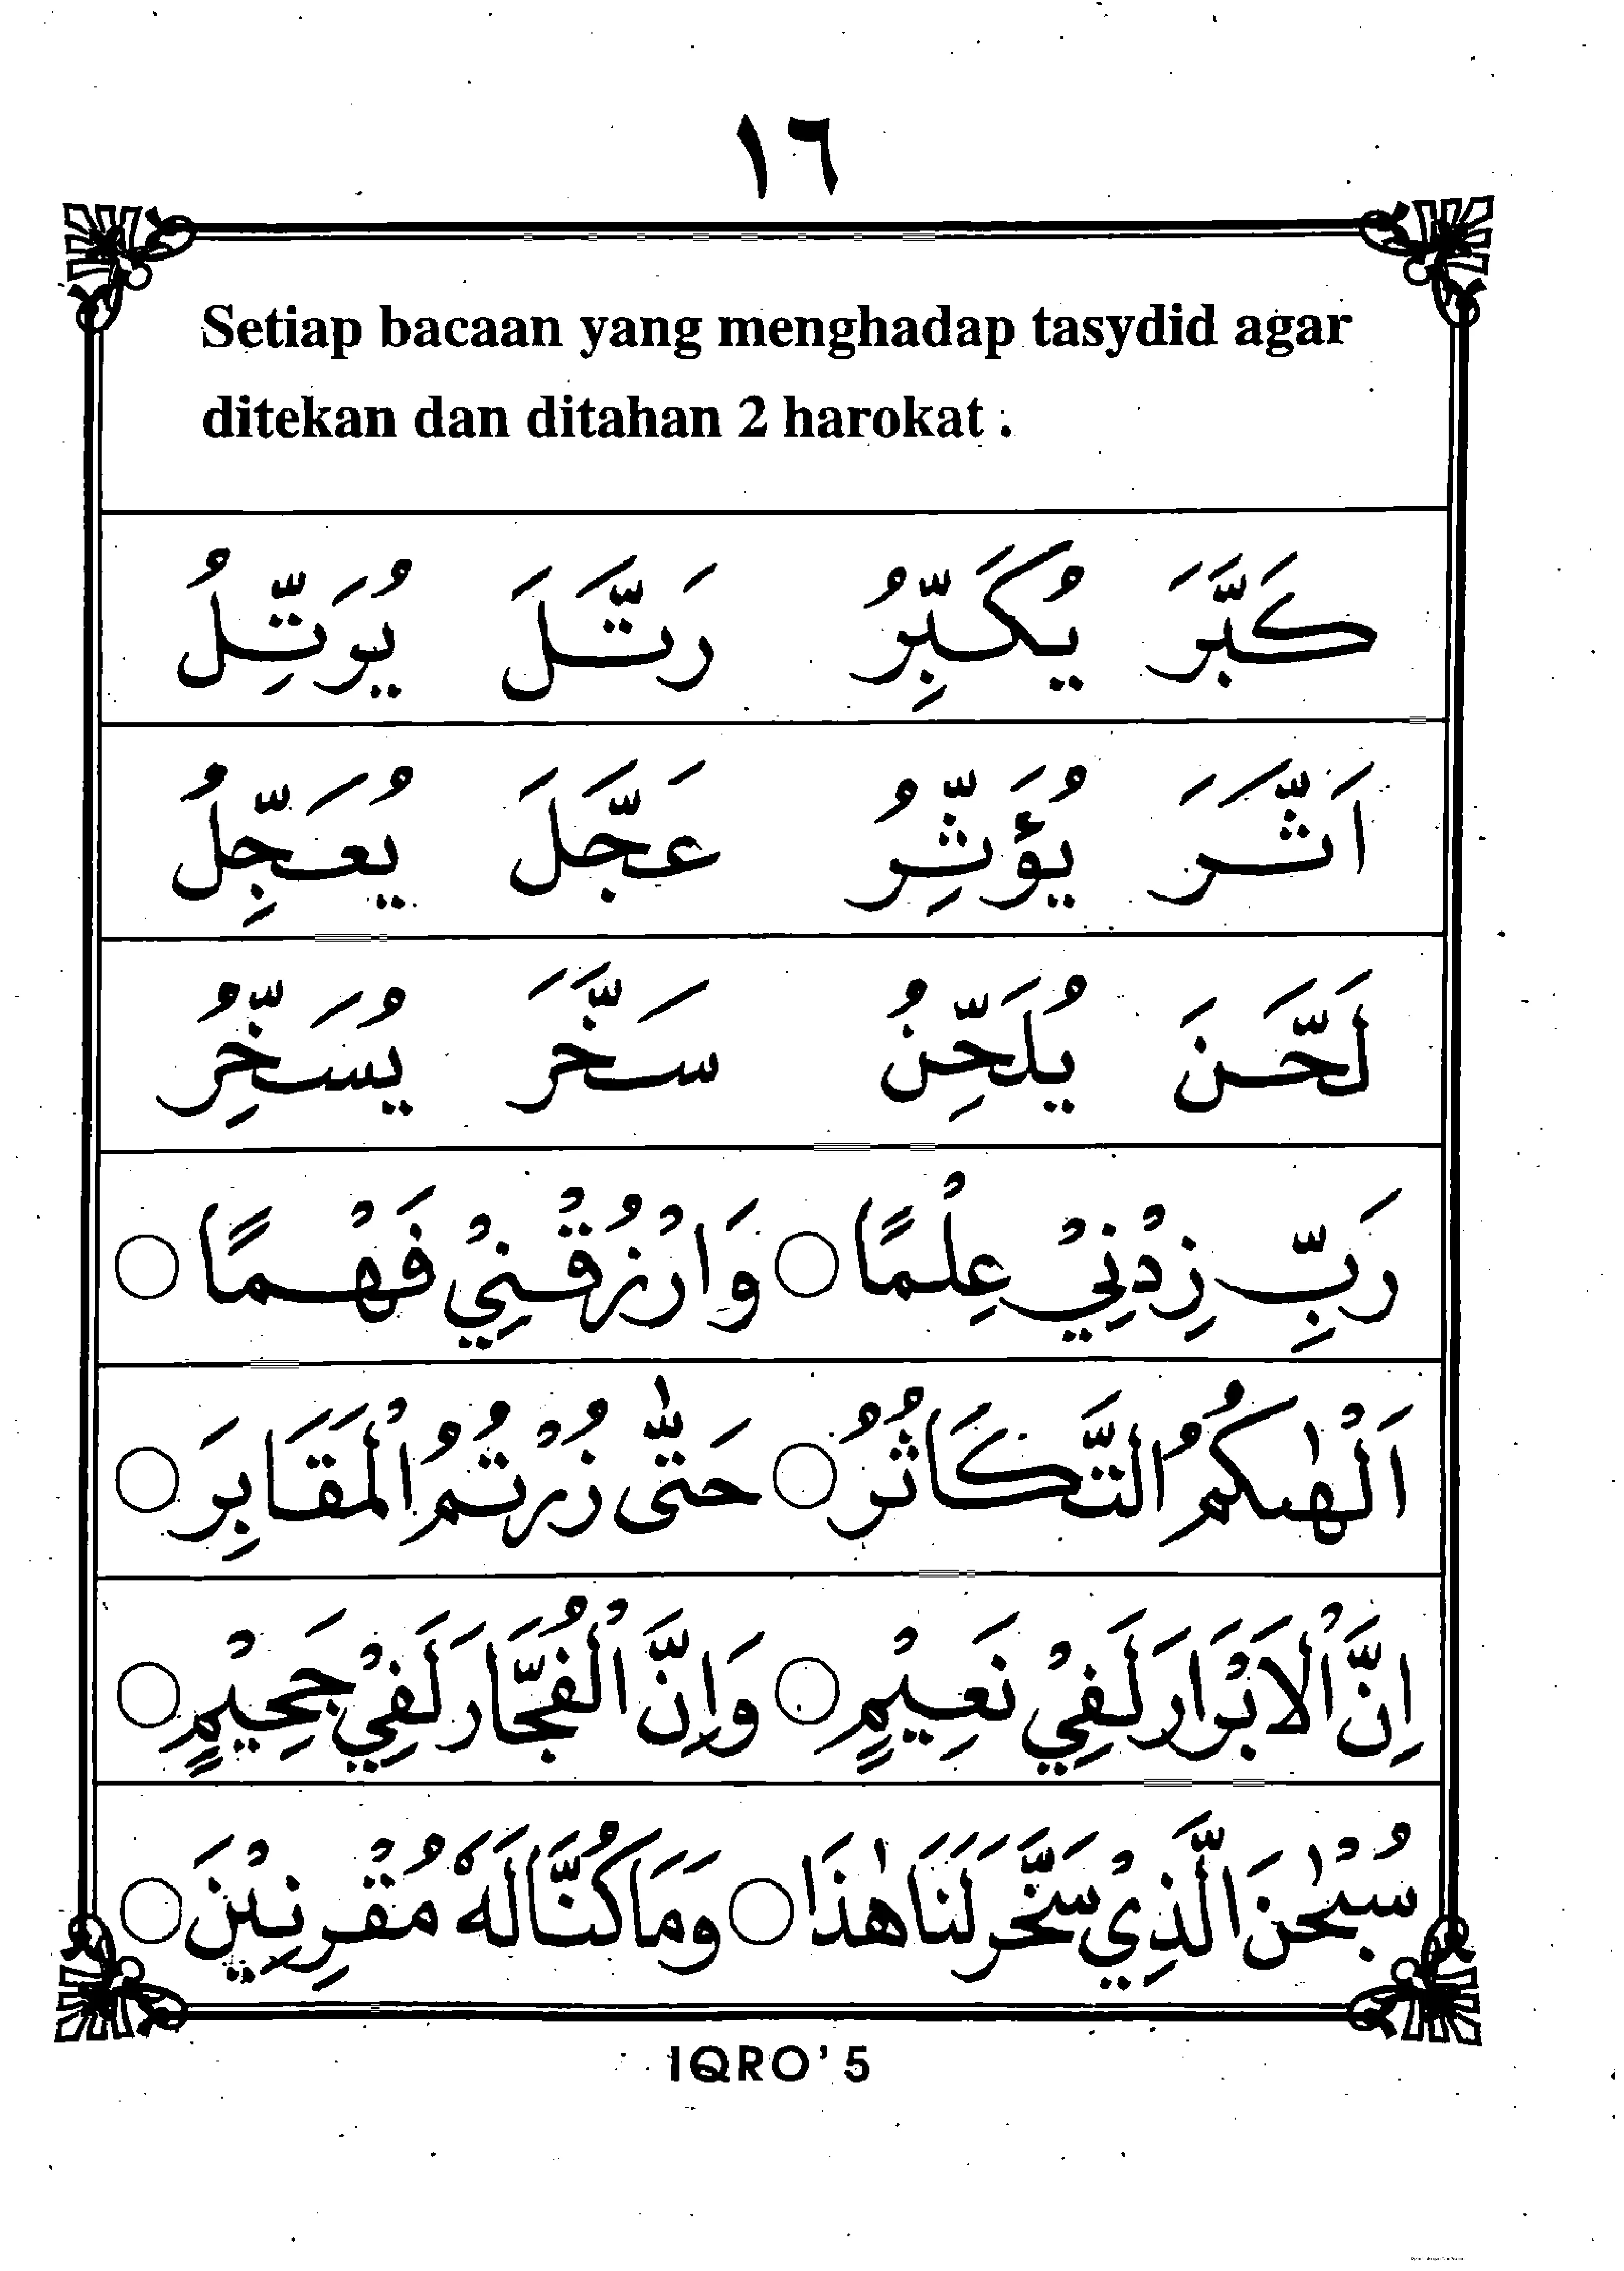 ١٦
Setiap bacaan yang menghadap tasydid agar
ditekan dan ditahan 2 harokat :
كَبَّرَ يُكَبِّرُ رَتَّلَ يُوَتِّلُ
اَثَّرَ يُؤَثِّرُ عَجَّلَ يُعَجِّلُ
لَحَّنَ يُلَحِّنُ سَخَّرَ يُسَخِّرُ
رَبِّ زِدْنِيْ عِلْمًا ○ وَارْزُقْنِيْ فَهْمًا ○
اَلْهٰىكُمُ التَّكَاثُرُ ○ حَتّٰى زُرْتُمُ الْمَقَابِرَ ○
اِنَّ الْاَبْرَارَ لَفِيْ نَعِيْمٍ ○ وَاِنَّ الْفُجَّارَ لَفِيْ جَحِيْمٍ ○
سُبْحٰنَ الَّذِيْ سَخَّرَ لَنَا هٰذَا ○ وَمَا كُنَّا لَهٗ مُقْرِنِيْنَ ○
IQRO' 5